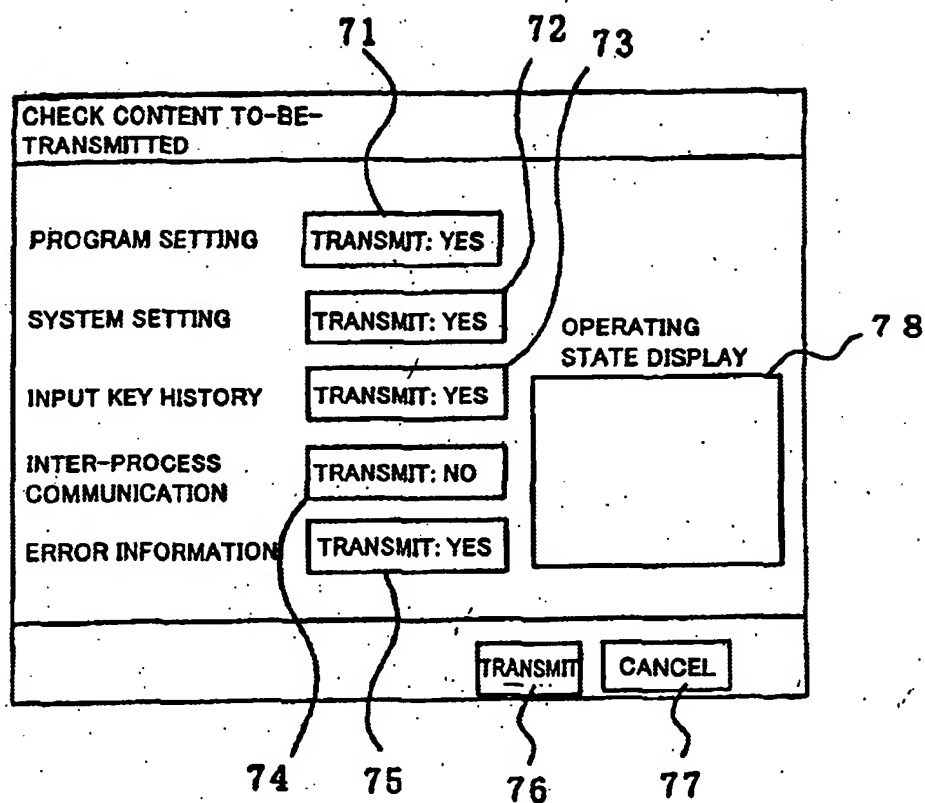 71
72
73
CHECK CONTENT TO-BE-
TRANSMITTED
PROGRAM SETTING
TRANSMIT: YES
SYSTEM SETTING
TRANSMIT: YES
INPUT KEY HISTORY
TRANSMIT: YES
INTER-PROCESS
COMMUNICATION
TRANSMIT: NO
ERROR INFORMATION
TRANSMIT: YES
OPERATING
STATE DISPLAY
78
TRANSMIT
CANCEL
74
75
76
77